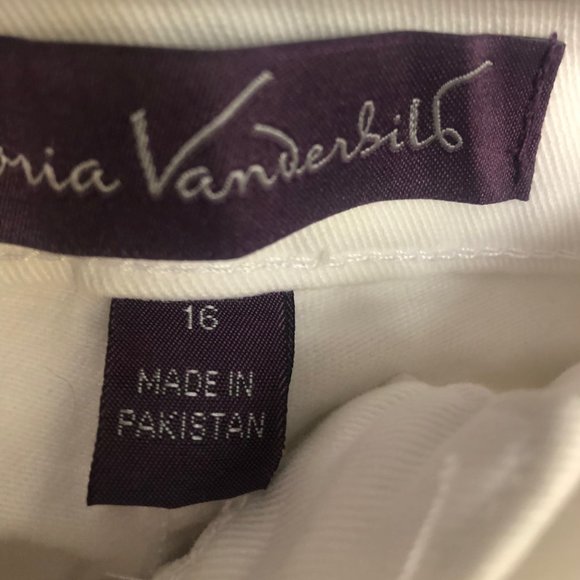 oria Vanderbilt
16
MADE IN
PAKISTAN